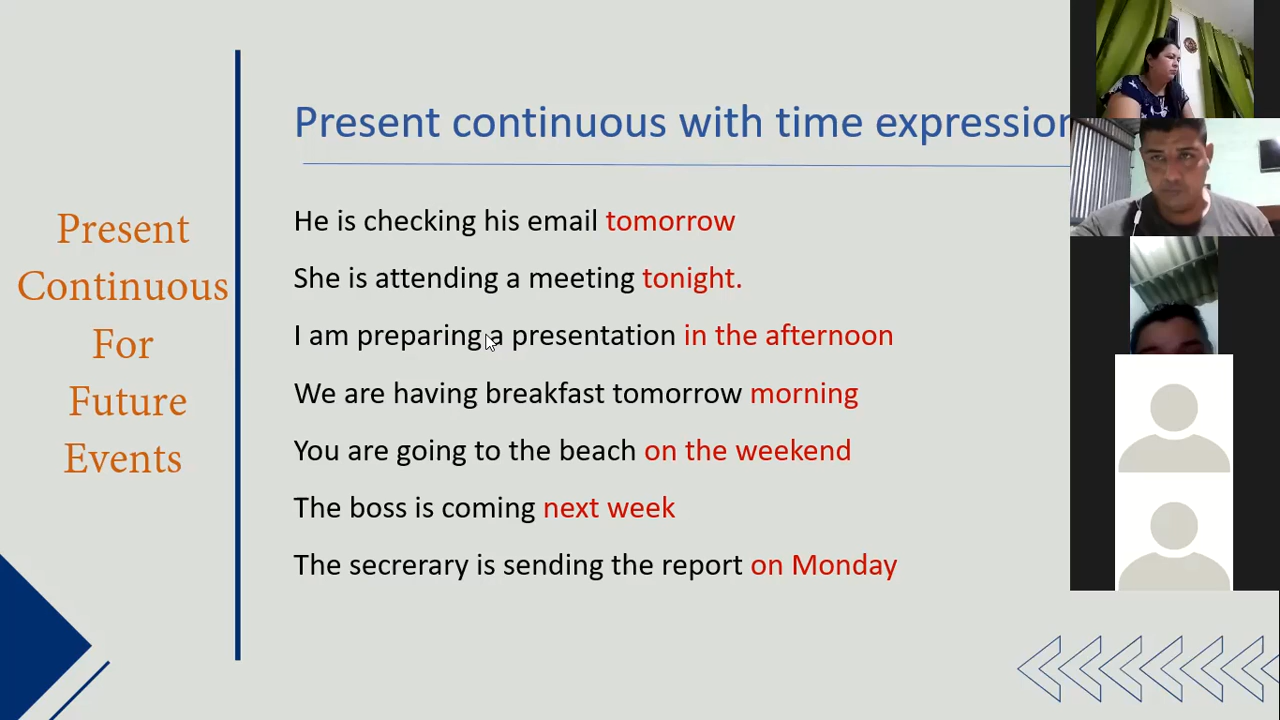 Present continuous with time expression
Present
Continuous
For
Future
Events
He is checking his email tomorrow
She is attending a meeting tonight.
I am preparing a presentation in the afternoon
We are having breakfast tomorrow morning
You are going to the beach on the weekend
The boss is coming next week
The secrerary is sending the report on Monday